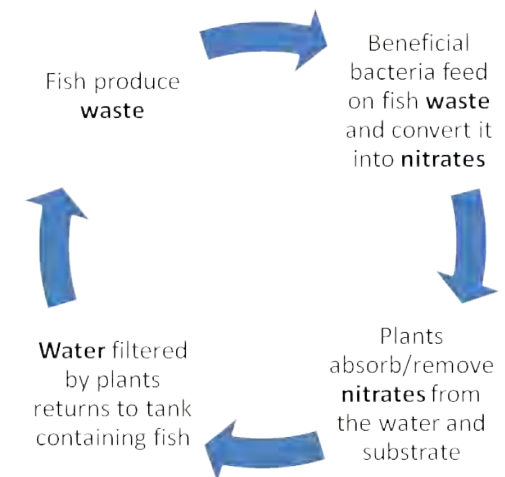 Fish produce
waste
Beneficial
bacteria feed
on fish waste
and convert it
into nitrates
Plants
absorb/remove
nitrates from
the water and
substrate
Water filtered
by plants
returns to tank
containing fish